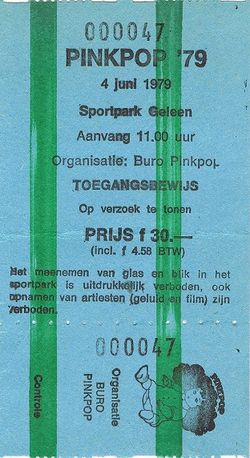 000047
PINKPOP '79
4 juni 1979
Sportpark Geleen
Aanvang 11.00 uur
Organisatie: Buro Pinkpop
TOEGANGSBEWIJS
Op verzoek te tonen
PRIJS f 30.—
(incl. f 4.58 BTW)
Het meenemen van glas en blik in het
sportpark is uitdrukkelijk verboden, ook
opnamen van artiesten (geluid en film) zijn
verboden.
000047
Controle
Organisatie
BURO
PINKPOP
PINKPOP